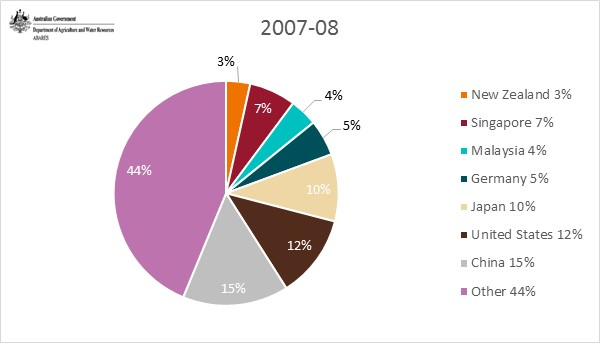 Australian Government
Department of Agriculture and Water Resources
ABARES
2007-08
3%
7%
4%
5%
10%
12%
15%
44%
New Zealand 3%
Singapore 7%
Malaysia 4%
Germany 5%
Japan 10%
United States 12%
China 15%
Other 44%